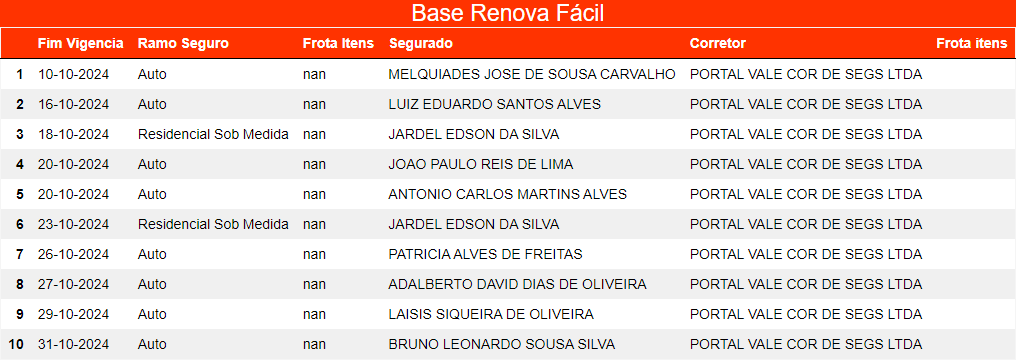 Base Renova Fácil
Fim Vigencia Ramo Seguro Frota Itens Segurado Corretor Frota itens
1 10-10-2024 Auto nan MELQUIADES JOSE DE SOUSA CARVALHO PORTAL VALE COR DE SEGS LTDA
2 16-10-2024 Auto nan LUIZ EDUARDO SANTOS ALVES PORTAL VALE COR DE SEGS LTDA
3 18-10-2024 Residencial Sob Medida nan JARDEL EDSON DA SILVA PORTAL VALE COR DE SEGS LTDA
4 20-10-2024 Auto nan JOAO PAULO REIS DE LIMA PORTAL VALE COR DE SEGS LTDA
5 20-10-2024 Auto nan ANTONIO CARLOS MARTINS ALVES PORTAL VALE COR DE SEGS LTDA
6 23-10-2024 Residencial Sob Medida nan JARDEL EDSON DA SILVA PORTAL VALE COR DE SEGS LTDA
7 26-10-2024 Auto nan PATRICIA ALVES DE FREITAS PORTAL VALE COR DE SEGS LTDA
8 27-10-2024 Auto nan ADALBERTO DAVID DIAS DE OLIVEIRA PORTAL VALE COR DE SEGS LTDA
9 29-10-2024 Auto nan LAISIS SIQUEIRA DE OLIVEIRA PORTAL VALE COR DE SEGS LTDA
10 31-10-2024 Auto nan BRUNO LEONARDO SOUSA SILVA PORTAL VALE COR DE SEGS LTDA